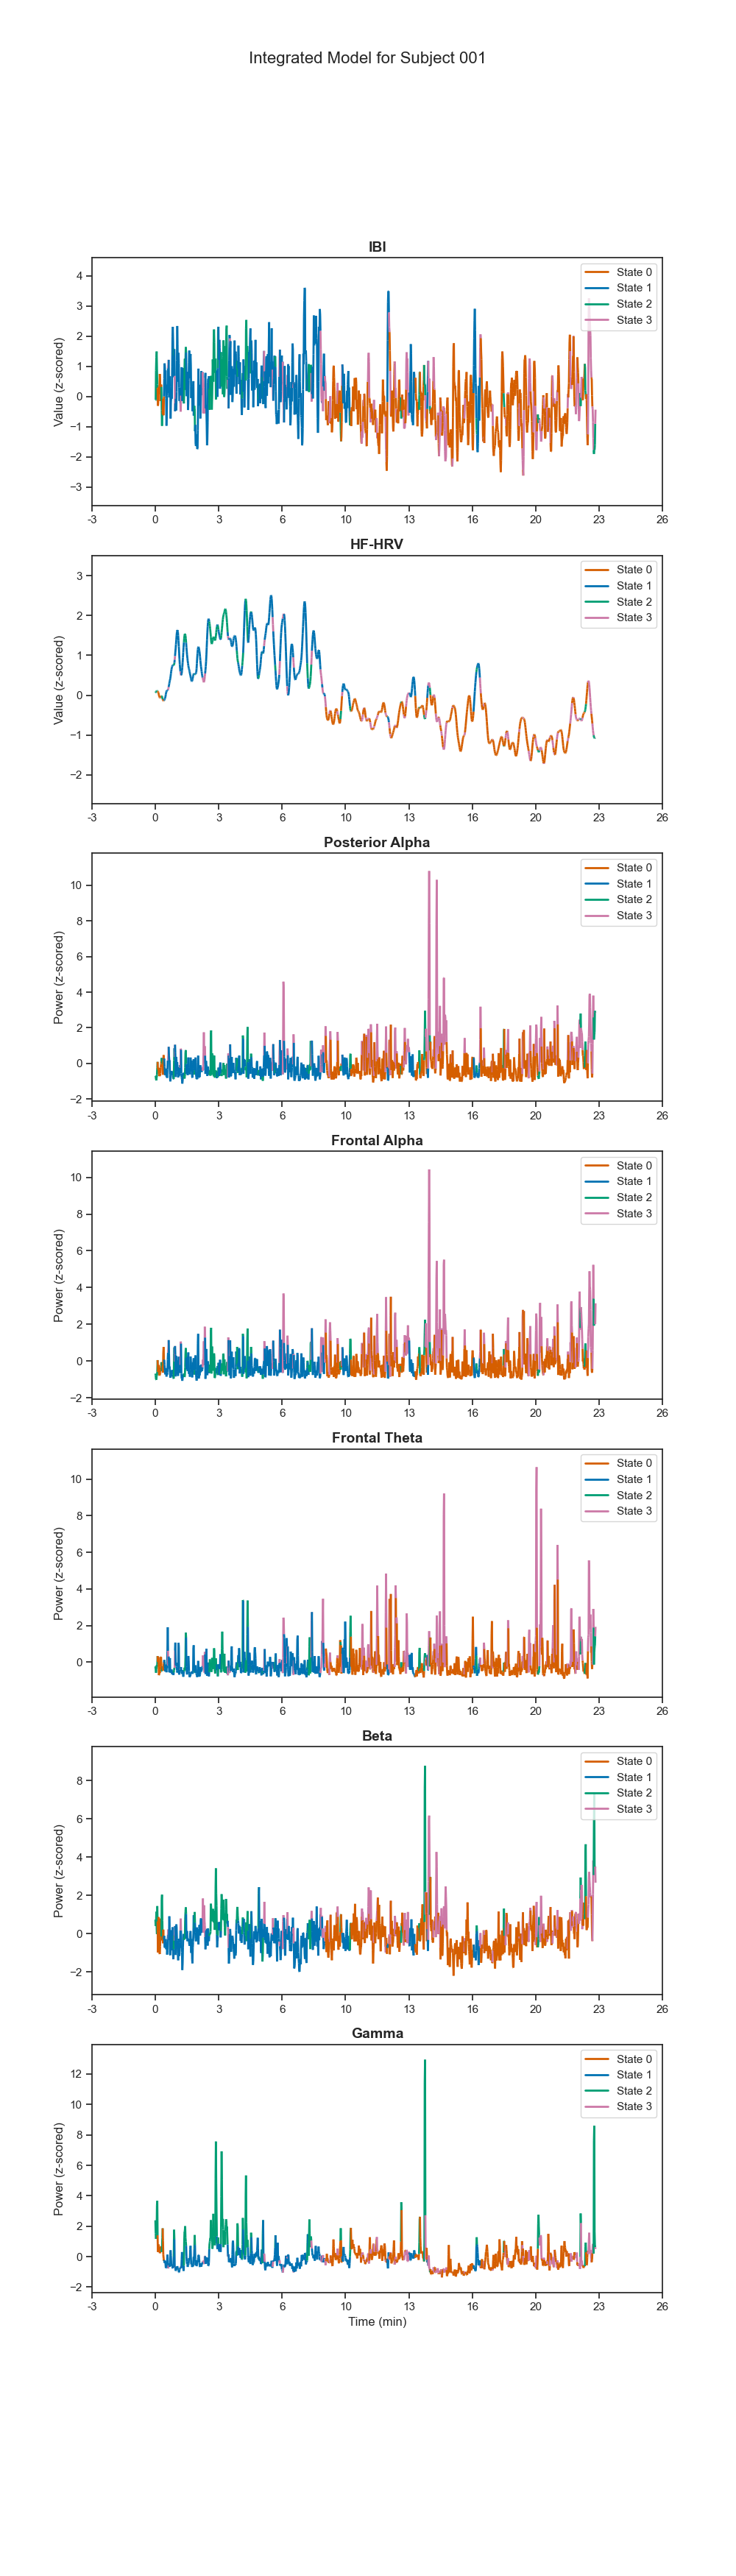 Integrated Model for Subject 001
IBI
Value (z-scored)
4
3
2
1
0
−1
−2
−3
State 0
State 1
State 2
State 3
-3 0 3 6 10 13 16 20 23 26
HF-HRV
Value (z-scored)
3
2
1
0
−1
−2
State 0
State 1
State 2
State 3
-3 0 3 6 10 13 16 20 23 26
Posterior Alpha
Power (z-scored)
10
8
6
4
2
0
−2
State 0
State 1
State 2
State 3
-3 0 3 6 10 13 16 20 23 26
Frontal Alpha
Power (z-scored)
10
8
6
4
2
0
−2
State 0
State 1
State 2
State 3
-3 0 3 6 10 13 16 20 23 26
Frontal Theta
Power (z-scored)
10
8
6
4
2
0
State 0
State 1
State 2
State 3
-3 0 3 6 10 13 16 20 23 26
Beta
Power (z-scored)
8
6
4
2
0
−2
State 0
State 1
State 2
State 3
-3 0 3 6 10 13 16 20 23 26
Gamma
Power (z-scored)
12
10
8
6
4
2
0
−2
State 0
State 1
State 2
State 3
-3 0 3 6 10 13 16 20 23 26
Time (min)